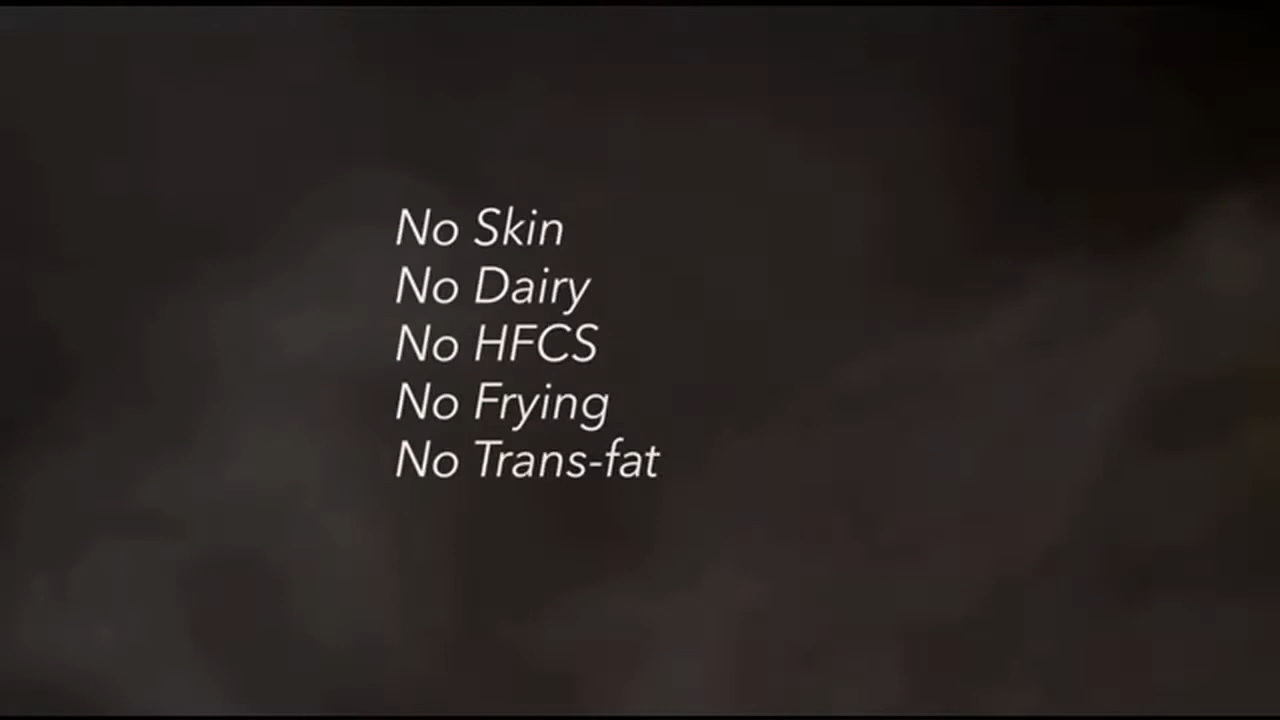 No Skin
No Dairy
No HFCS
No Frying
No Trans-fat